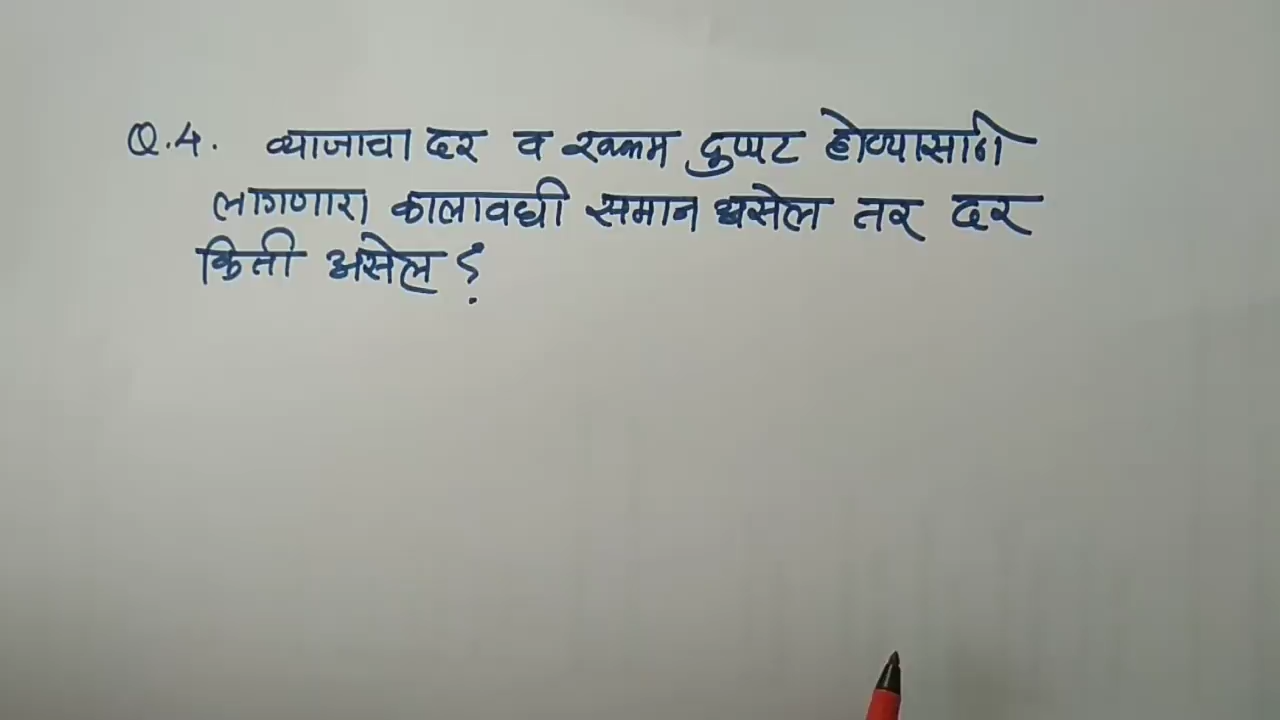 Q.4. व्याजाचा दर व रक्कम दुप्पट होण्यासाठी
लागणारा कालावधी समान असेल तर दर
किती असेल ?